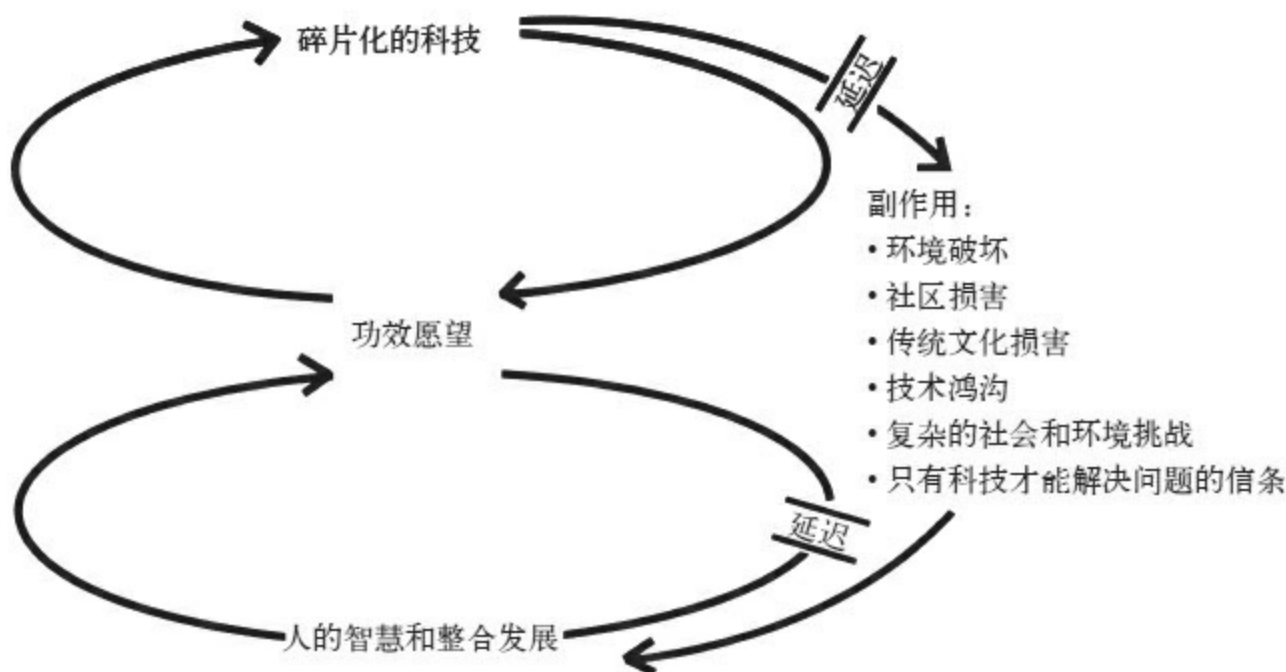 碎片化的科技
延迟
副作用：
• 环境破坏
• 社区损害
• 传统文化损害
• 技术鸿沟
• 复杂的社会和环境挑战
• 只有科技才能解决问题的信条
功效愿望
延迟
人的智慧和整合发展